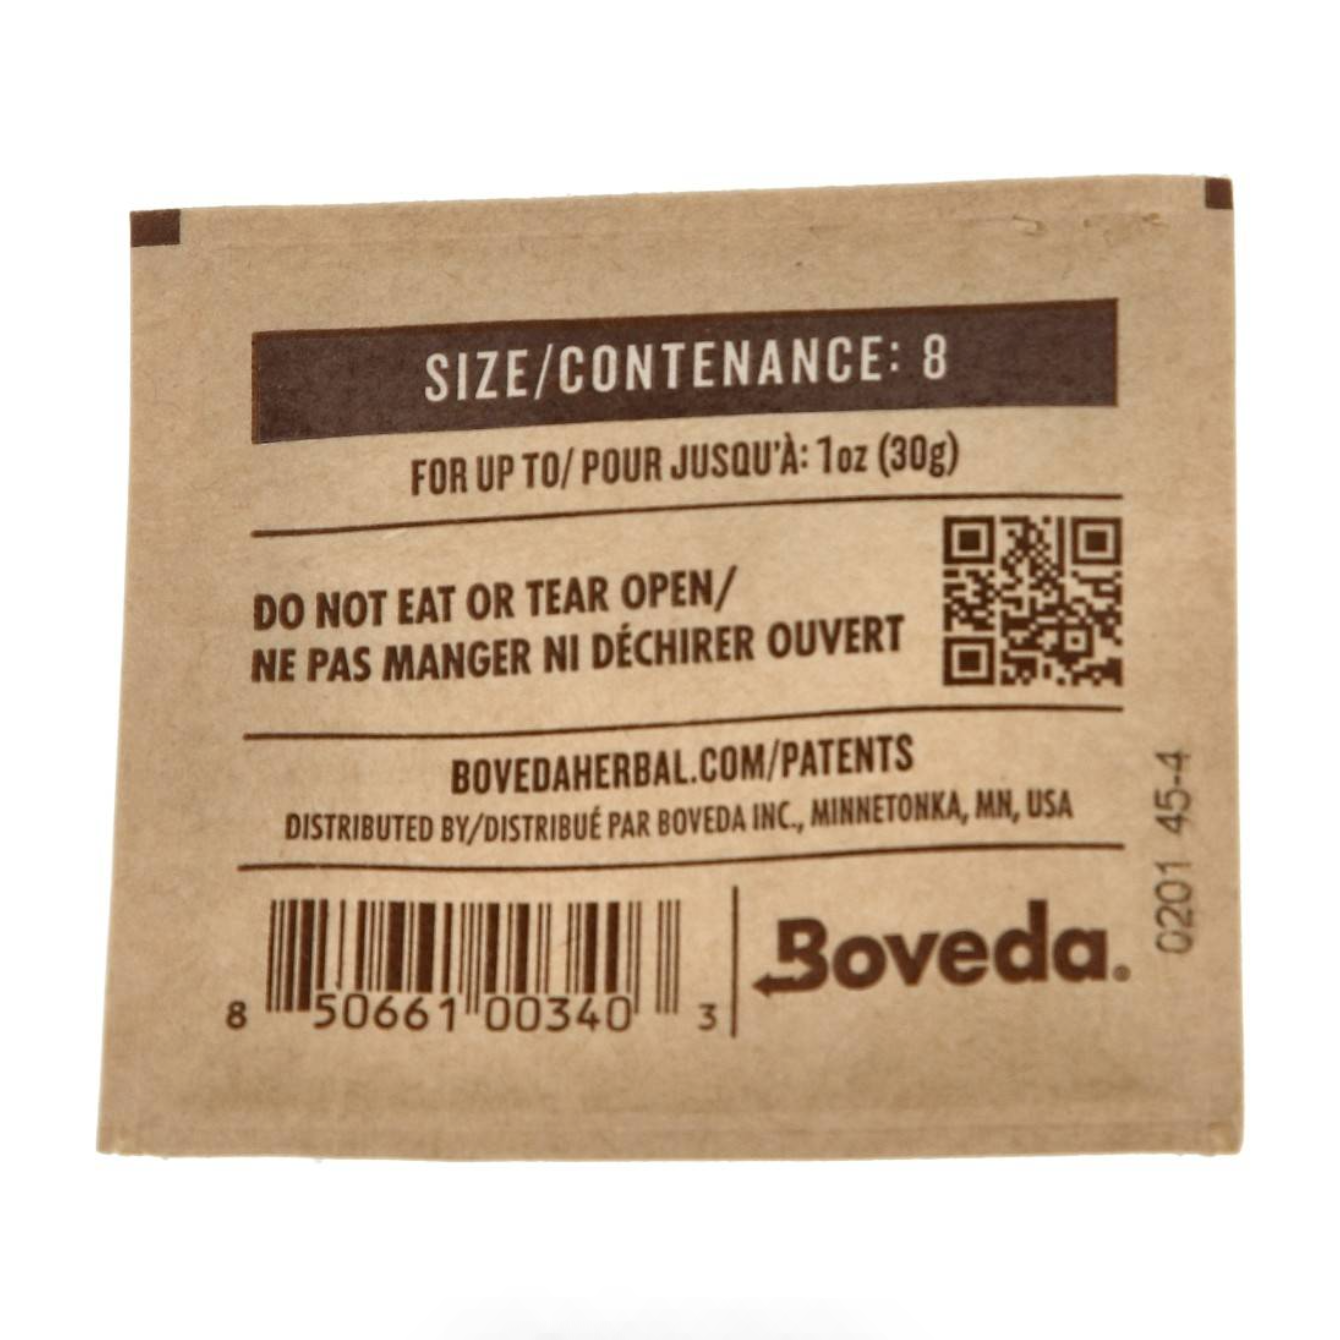 SIZE/CONTENANCE: 8
FOR UP TO/ POUR JUSQU'À: 1oz (30g)
DO NOT EAT OR TEAR OPEN/
NE PAS MANGER NI DÉCHIRER OUVERT
BOVEDAHERBAL.COM/PATENTS
DISTRIBUTED BY/DISTRIBUÉ PAR BOVEDA INC., MINNETONKA, MN, USA
8 50661 00340 3
Boveda.
0201 45-4